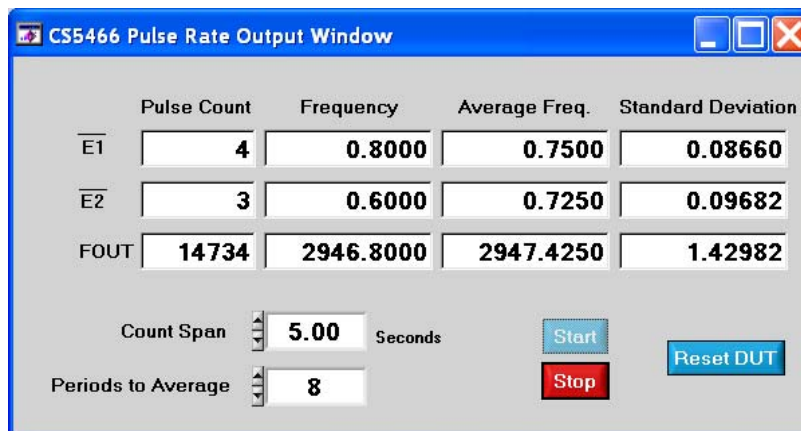 CS5466 Pulse Rate Output Window
Pulse Count Frequency Average Freq. Standard Deviation
E1 4 0.8000 0.7500 0.08660
E2 3 0.6000 0.7250 0.09682
FOUT 14734 2946.8000 2947.4250 1.42982
Count Span 5.00 Seconds Start
Reset DUT
Periods to Average 8 Stop